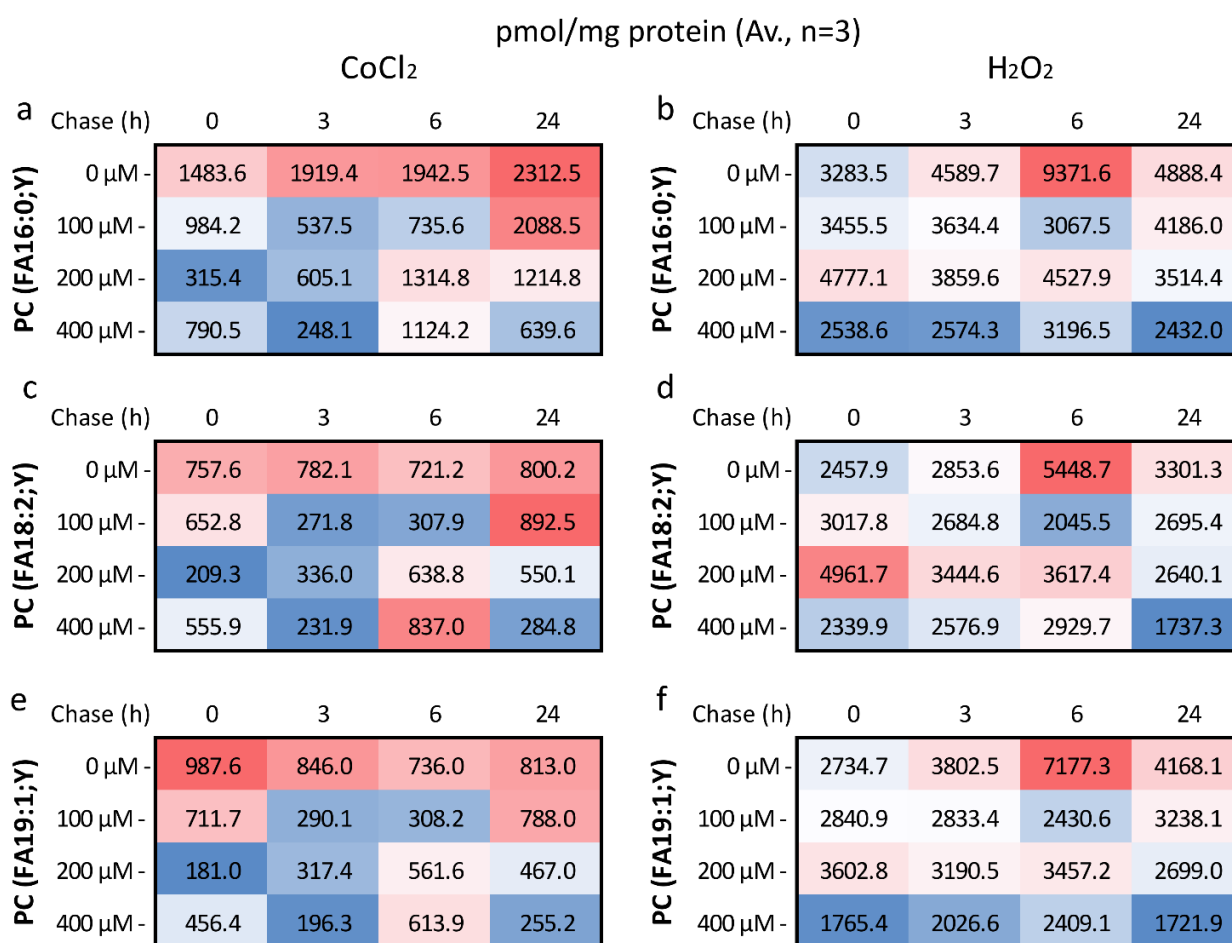 pmol/mg protein (Av., n=3)
CoCl₂ H₂O₂
a b
Chase (h) 0 3 6 24 Chase (h) 0 3 6 24
PC (FA16:0;Y) PC (FA16:0;Y)
0 µM - 1483.6 1919.4 1942.5 2312.5 0 µM - 3283.5 4589.7 9371.6 4888.4
100 µM - 984.2 537.5 735.6 2088.5 100 µM - 3455.5 3634.4 3067.5 4186.0
200 µM - 315.4 605.1 1314.8 1214.8 200 µM - 4777.1 3859.6 4527.9 3514.4
400 µM - 790.5 248.1 1124.2 639.6 400 µM - 2538.6 2574.3 3196.5 2432.0
c d
Chase (h) 0 3 6 24 Chase (h) 0 3 6 24
PC (FA18:2;Y) PC (FA18:2;Y)
0 µM - 757.6 782.1 721.2 800.2 0 µM - 2457.9 2853.6 5448.7 3301.3
100 µM - 652.8 271.8 307.9 892.5 100 µM - 3017.8 2684.8 2045.5 2695.4
200 µM - 209.3 336.0 638.8 550.1 200 µM - 4961.7 3444.6 3617.4 2640.1
400 µM - 555.9 231.9 837.0 284.8 400 µM - 2339.9 2576.9 2929.7 1737.3
e f
Chase (h) 0 3 6 24 Chase (h) 0 3 6 24
PC (FA19:1;Y) PC (FA19:1;Y)
0 µM - 987.6 846.0 736.0 813.0 0 µM - 2734.7 3802.5 7177.3 4168.1
100 µM - 711.7 290.1 308.2 788.0 100 µM - 2840.9 2833.4 2430.6 3238.1
200 µM - 181.0 317.4 561.6 467.0 200 µM - 3602.8 3190.5 3457.2 2699.0
400 µM - 456.4 196.3 613.9 255.2 400 µM - 1765.4 2026.6 2409.1 1721.9